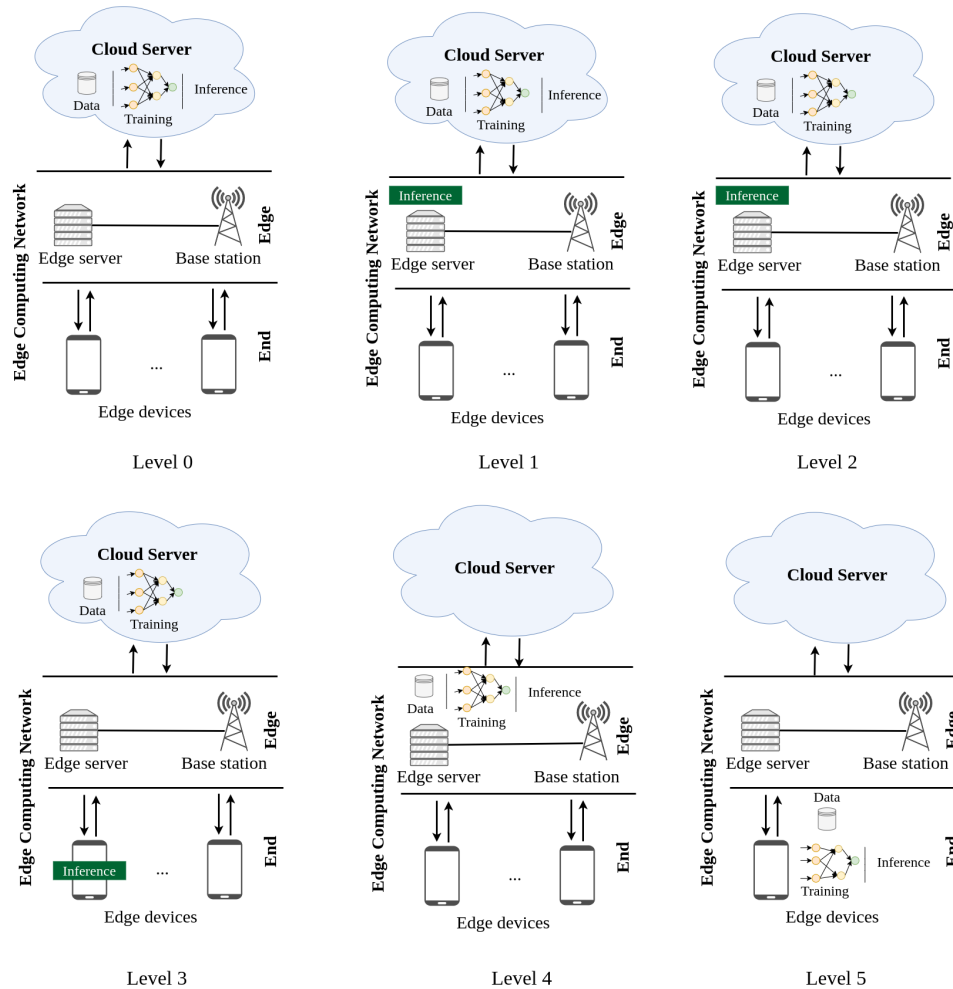 Cloud Server
Data
Training
Inference
Edge Computing Network
Edge server
Base station
Edge
...
End
Edge devices
Level 0
Cloud Server
Data
Training
Inference
Edge Computing Network
Inference
Edge server
Base station
Edge
...
End
Edge devices
Level 1
Cloud Server
Data
Training
Edge Computing Network
Inference
Edge server
Base station
Edge
...
End
Edge devices
Level 2
Cloud Server
Data
Training
Edge Computing Network
Edge server
Base station
Edge
Inference
...
End
Edge devices
Level 3
Cloud Server
Edge Computing Network
Data
Training
Inference
Edge server
Base station
Edge
...
End
Edge devices
Level 4
Cloud Server
Edge Computing Network
Edge server
Base station
Edge
Data
Training
Inference
End
Edge devices
Level 5